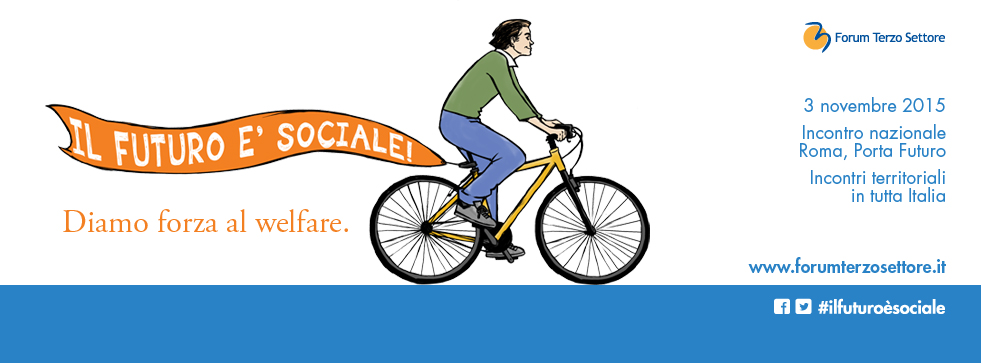 IL FUTURO E' SOCIALE!
Diamo forza al welfare.
Forum Terzo Settore
3 novembre 2015
Incontro nazionale
Roma, Porta Futuro
Incontri territoriali
in tutta Italia
www.forumterzosettore.it
#ilfuturoèsociale